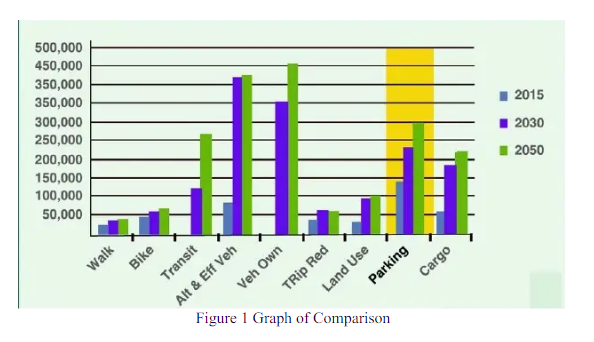 500,000
450,000
350,000
350,000
300,000
250,000
200,000
150,000
100,000
50,000
2015
2030
2050
Walk
Bike
Transit
Alt & Eff Veh
Veh Own
TRip Red
Land Use
Parking
Cargo
Figure 1 Graph of Comparison